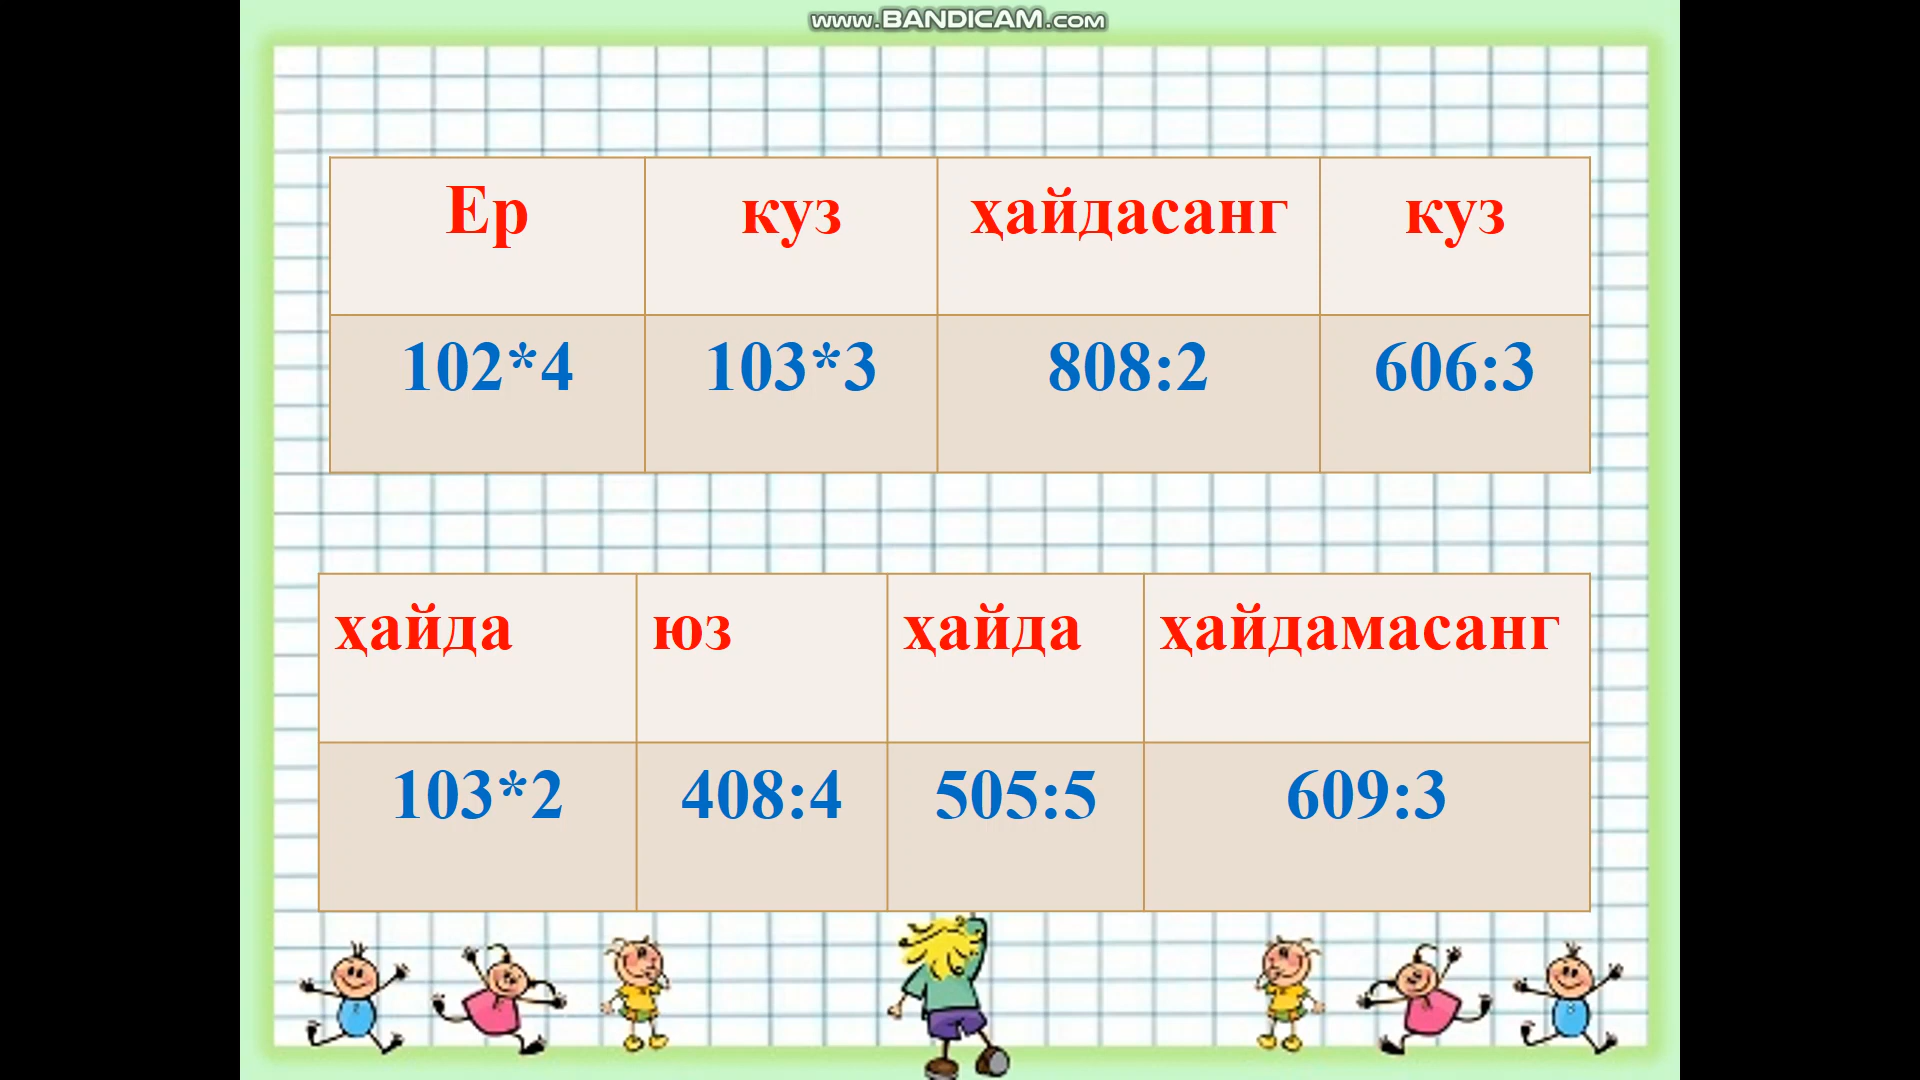 www.BANDICAM.com
Ер куз ҳайдасанг куз
102*4 103*3 808:2 606:3
ҳайда юз ҳайда ҳайдамасанг
103*2 408:4 505:5 609:3